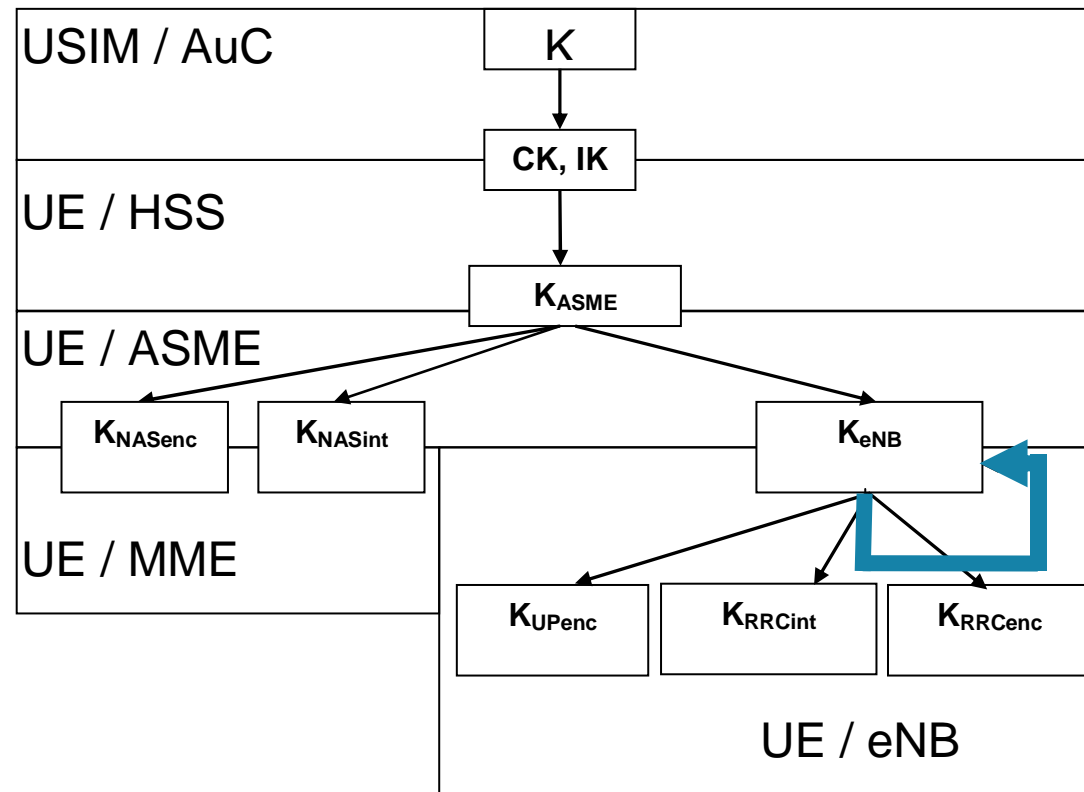 USIM / AuC
K
CK, IK
UE / HSS
KASME
UE / ASME
KNASenc
KNASint
KeNB
UE / MME
KUPenc
KRRCint
KRRCenc
UE / eNB